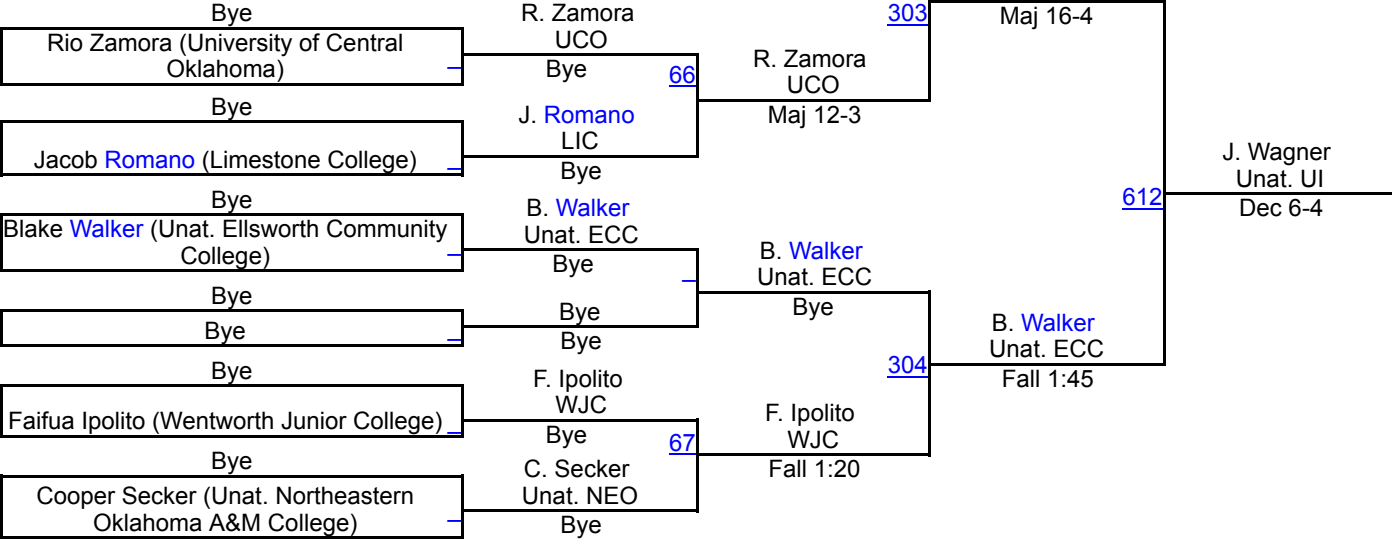 Bye
Rio Zamora (University of Central
Oklahoma)
Bye
Jacob Romano (Limestone College)
Bye
Blake Walker (Unat. Ellsworth Community
College)
Bye
Bye
Bye
Faifua Ipolito (Wentworth Junior College)
Bye
Cooper Secker (Unat. Northeastern
Oklahoma A&M College)
R. Zamora
UCO
Bye
66
J. Romano
LIC
Bye
B. Walker
Unat. ECC
Bye
Bye
Bye
F. Ipolito
WJC
Bye
67
C. Secker
Unat. NEO
Bye
303
R. Zamora
UCO
Maj 12-3
B. Walker
Unat. ECC
Bye
304
F. Ipolito
WJC
Fall 1:20
Maj 16-4
612
B. Walker
Unat. ECC
Fall 1:45
J. Wagner
Unat. UI
Dec 6-4